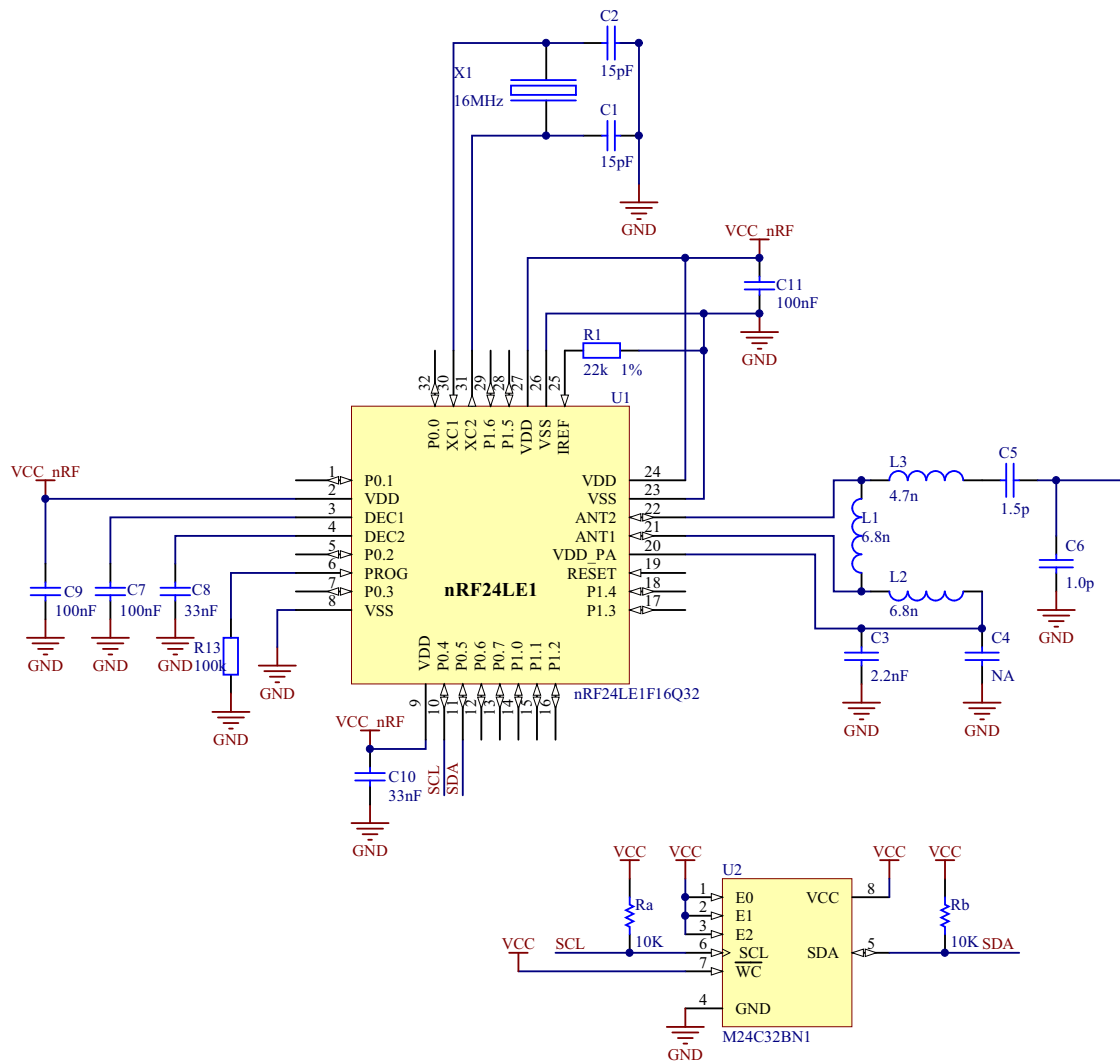 C2
15pF
X1
16MHz
C1
15pF
GND
VCC_nRF
C11
100nF
GND
R1
22k 1%
32
30
31
29
28
27
26
25
U1
P0.0
XC1
XC2
P1.6
P1.5
VDD
VSS
IREF
VCC_nRF
1 P0.1
2 VDD
3 DEC1
4 DEC2
5 P0.2
6 PROG
7 P0.3
8 VSS
nRF24LE1
VDD 24
VSS 23
ANT2 22
ANT1 21
VDD_PA 20
RESET 19
P1.4 18
P1.3 17
L3
4.7n
C5
1.5p
L1
6.8n
L2
6.8n
C6
1.0p
GND
C3
2.2nF
GND
C4
NA
GND
C9
100nF
GND
C7
100nF
GND
C8
33nF
GND
R13
100k
GND
GND
VDD
P0.4
P0.5
P0.6
P0.7
P1.0
P1.1
P1.2
9
10
11
12
13
14
15
16
nRF24LE1F16Q32
VCC_nRF
C10
33nF
GND
SCL
SDA
VCC
VCC
VCC
VCC
U2
Ra
10K
Rb
10K
1 E0
2 E1
3 E2
6 SCL
7 WC
4 GND
VCC 8
SDA 5
VCC
SCL
SDA
GND
M24C32BN1